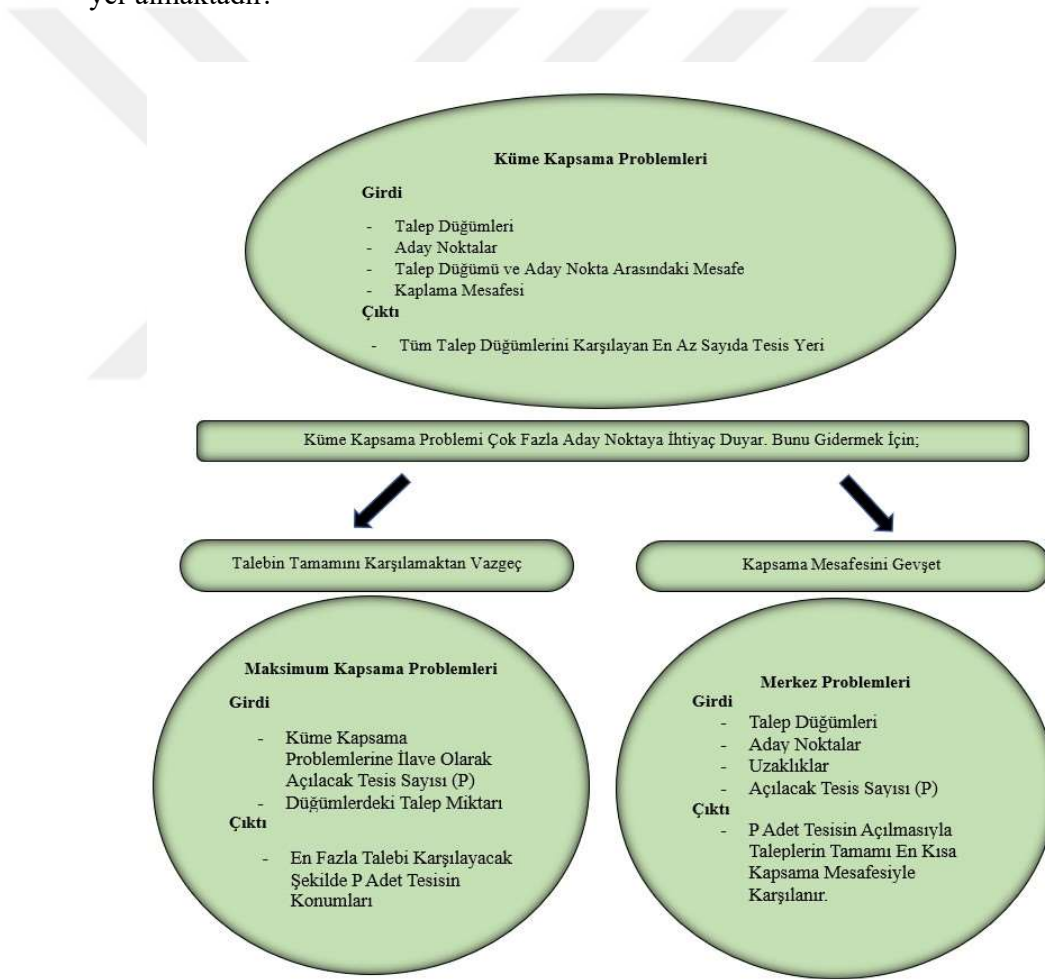 yer almaktadır.
Küme Kapsama Problemleri
Girdi
- Talep Düğümleri
- Aday Noktalar
- Talep Düğümü ve Aday Nokta Arasındaki Mesafe
- Kaplama Mesafesi
Çıktı
- Tüm Talep Düğümlerini Karşılayan En Az Sayıda Tesis Yeri
Küme Kapsama Problemi Çok Fazla Aday Noktaya İhtiyaç Duyar. Bunu Gidermek İçin;
Talebin Tamamını Karşılamaktan Vazgeç
Kapsama Mesafesini Gevşet
Maksimum Kapsama Problemleri
Girdi
- Küme Kapsama
Problemlerine İlave Olarak
Açılacak Tesis Sayısı (P)
- Düğümlerdeki Talep Miktarı
Çıktı
- En Fazla Talebi Karşılayacak
Şekilde P Adet Tesisin
Konumları
Merkez Problemleri
Girdi
- Talep Düğümleri
- Aday Noktalar
- Uzaklıklar
- Açılacak Tesis Sayısı (P)
Çıktı
- P Adet Tesisin Açılmasıyla
Taleplerin Tamamı En Kısa
Kapsama Mesafesiyle
Karşılanır.